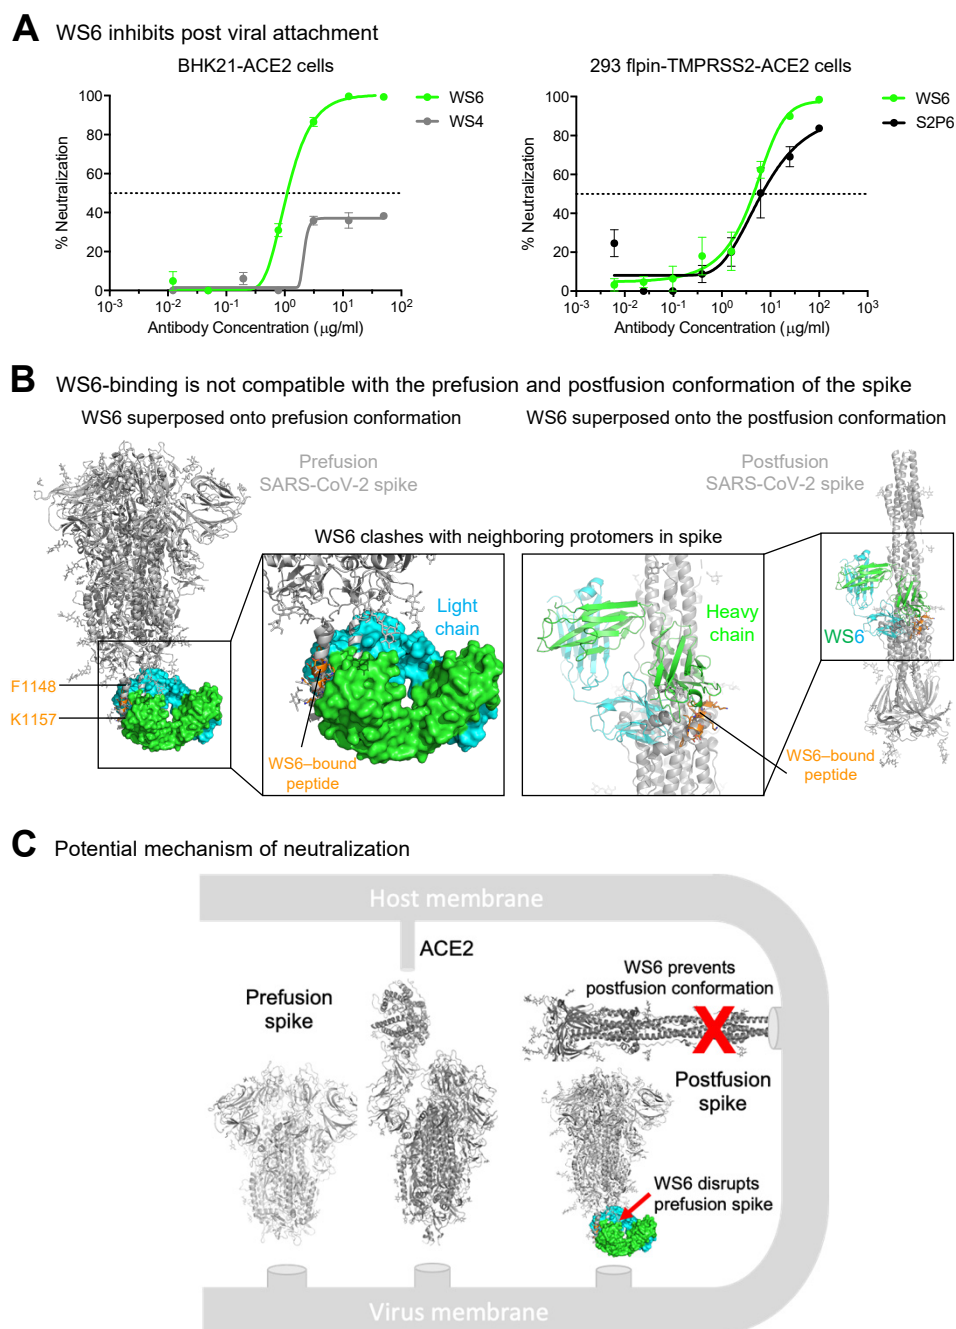 A WS6 inhibits post viral attachment
BHK21-ACE2 cells
100
80
60
40
20
0
% Neutralization
10-3
10-2
10-1
100
101
102
Antibody Concentration (μg/ml)
WS6
WS4
293 flpin-TMPRSS2-ACE2 cells
100
80
60
40
20
0
% Neutralization
10-3
10-2
10-1
100
101
102
103
Antibody Concentration (μg/ml)
WS6
S2P6
B WS6-binding is not compatible with the prefusion and postfusion conformation of the spike
WS6 superposed onto prefusion conformation
WS6 superposed onto the postfusion conformation
Prefusion
SARS-CoV-2 spike
Postfusion
SARS-CoV-2 spike
WS6 clashes with neighboring protomers in spike
Light
chain
Heavy
chain
WS6
F1148
K1157
WS6–bound
peptide
WS6–bound
peptide
C Potential mechanism of neutralization
Host membrane
ACE2
Prefusion
spike
WS6 prevents
postfusion conformation
X
Postfusion
spike
WS6 disrupts
prefusion spike
Virus membrane